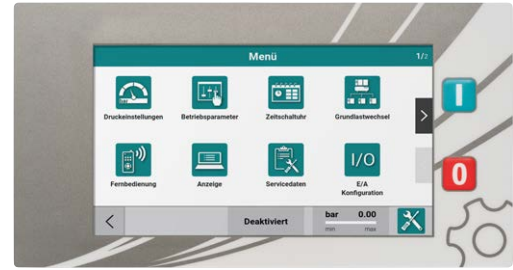 Menü 1/2
Druckeinstellungen Betriebsparameter Zeitschaltuhr Grundlastwechsel
Fernbedienung Anzeige Servicedaten I/O
E/A
Konfiguration
Deaktiviert bar 0.00
min max
I
0